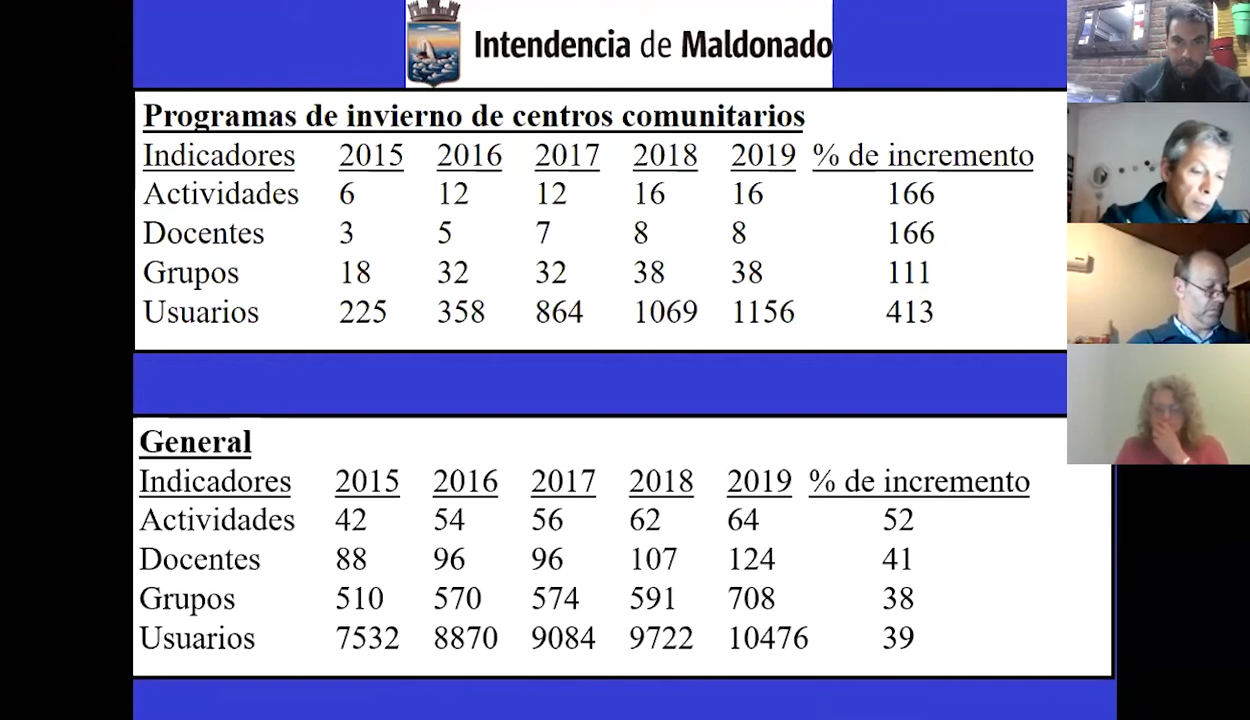 Intendencia de Maldonado
Programas de invierno de centros comunitarios
Indicadores 2015 2016 2017 2018 2019 % de incremento
Actividades 6 12 12 16 16 166
Docentes 3 5 7 8 8 166
Grupos 18 32 32 38 38 111
Usuarios 225 358 864 1069 1156 413
General
Indicadores 2015 2016 2017 2018 2019 % de incremento
Actividades 42 54 56 62 64 52
Docentes 88 96 96 107 124 41
Grupos 510 570 574 591 708 38
Usuarios 7532 8870 9084 9722 10476 39